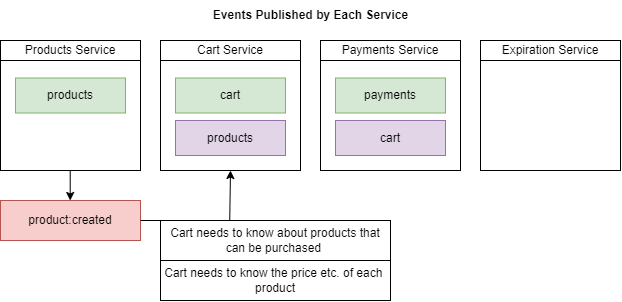 Events Published by Each Service
Products Service
Cart Service
Payments Service
Expiration Service
products
cart
payments
products
cart
product:created
Cart needs to know about products that
can be purchased
Cart needs to know the price etc. of each
product